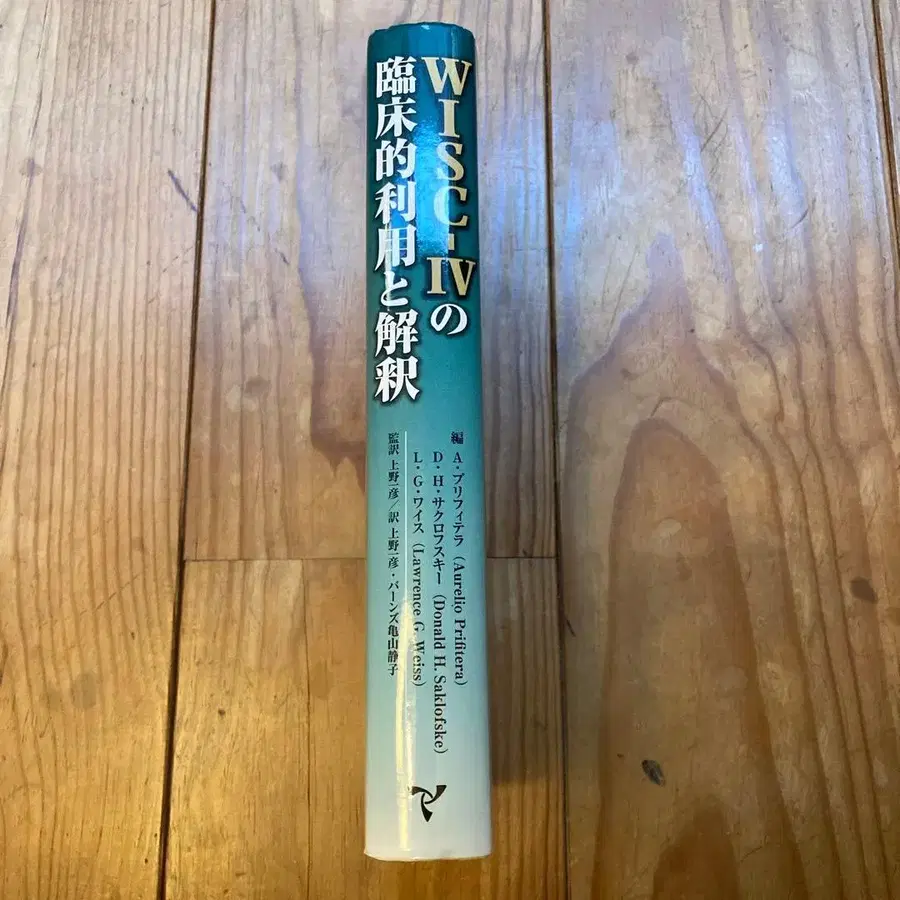 WISC-IVの
臨床的利用と解釈
編 A・プリフィテラ（Aurelio Prifitera）
D・H・サクロフスキー（Donald H. Saklofske）
L・G・ワイス（Lawrence G. Weiss）
監訳 上野一彦／訳 上野一彦・バーンズ亀山静子